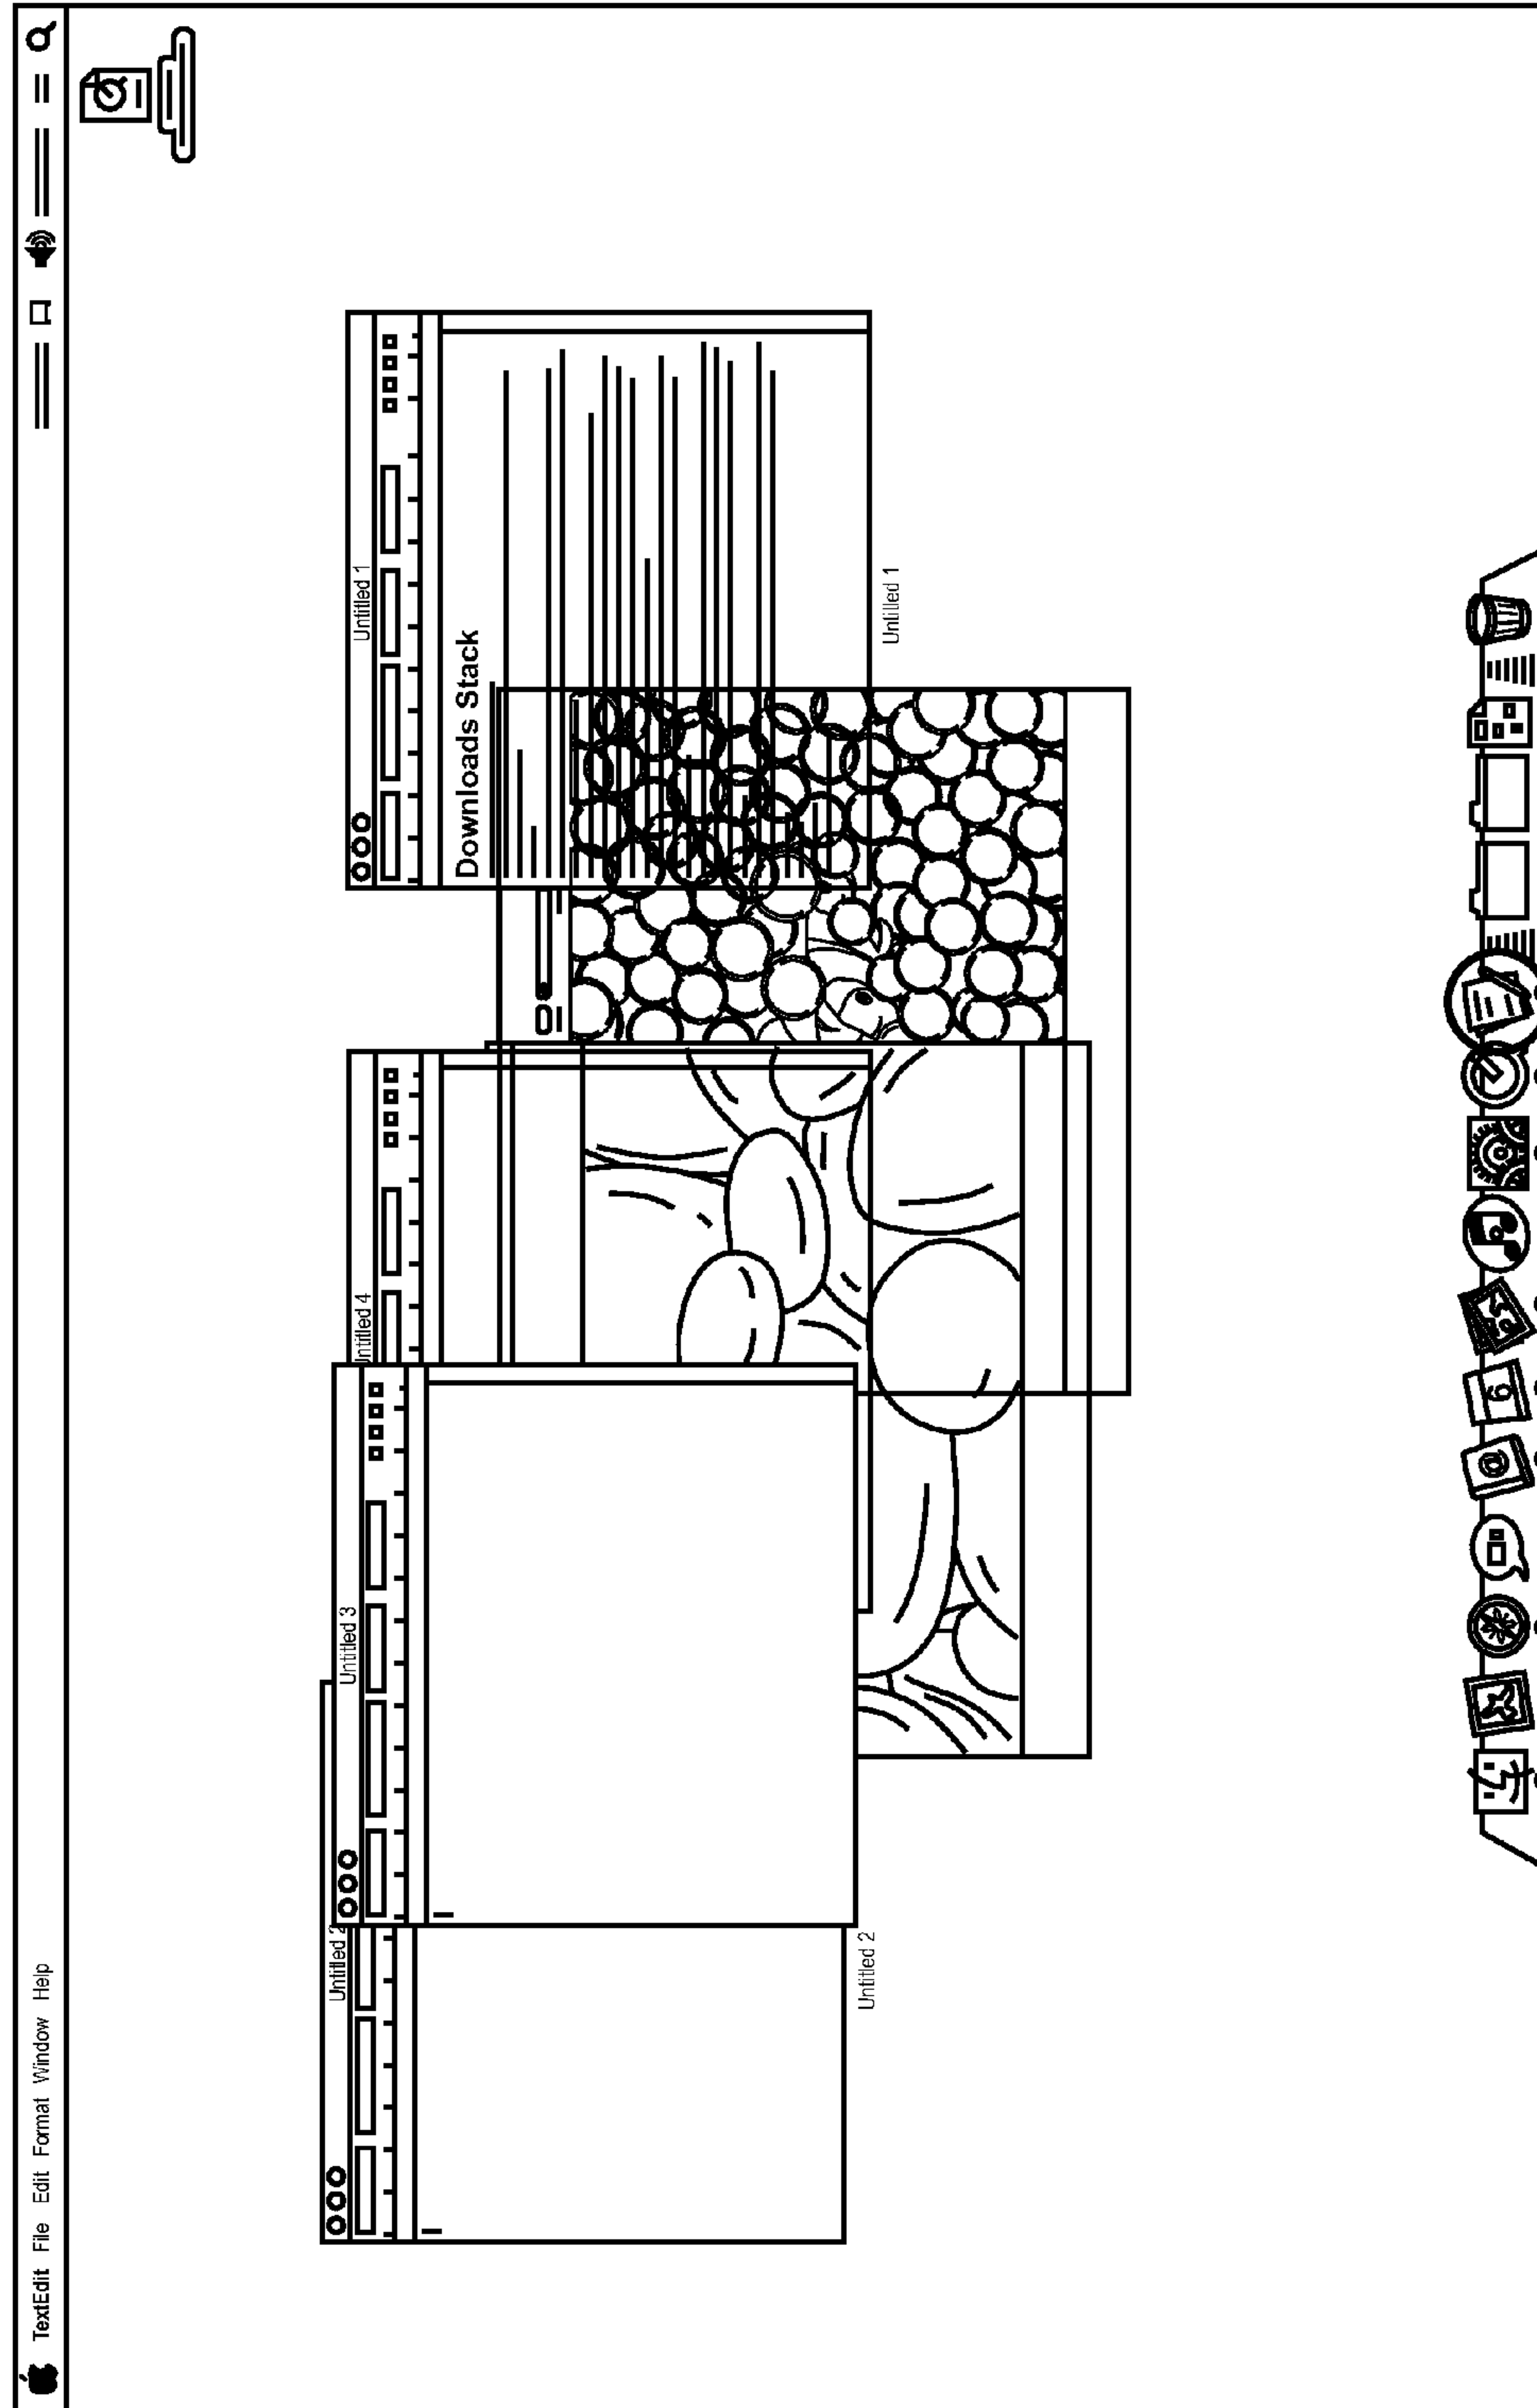 TextEdit File Edit Format Window Help
Untitled 2
Untitled 3
Untitled 4
Untitled 1
Downloads Stack
Untitled 2
Untitled 1
9
@